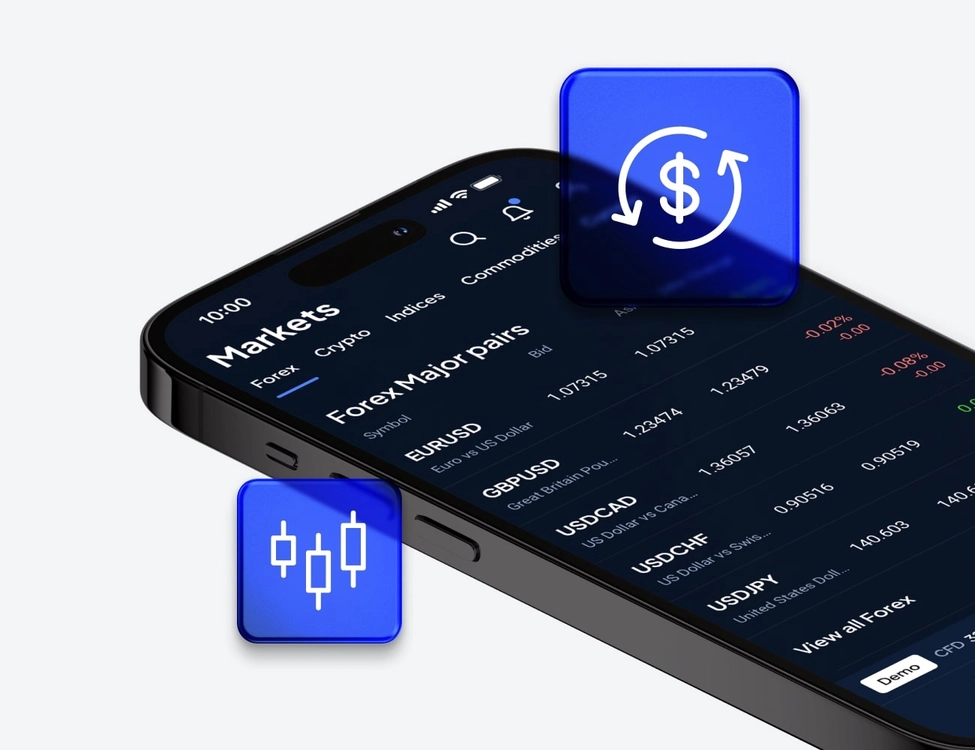 10:00
Markets
Forex Crypto Indices Commodities
Forex Major pairs
Symbol Bid
EURUSD 1.07315 1.07315 -0.02%
Euro vs US Dollar -0.00
GBPUSD 1.23474 1.23479 -0.08%
Great Britain Pou... -0.00
USDCAD 1.36057 1.36063
US Dollar vs Cana...
USDCHF 0.90516 0.90519
US Dollar vs Swis...
USDJPY 140.603
United States Doll...
View all Forex
Demo CFD
$